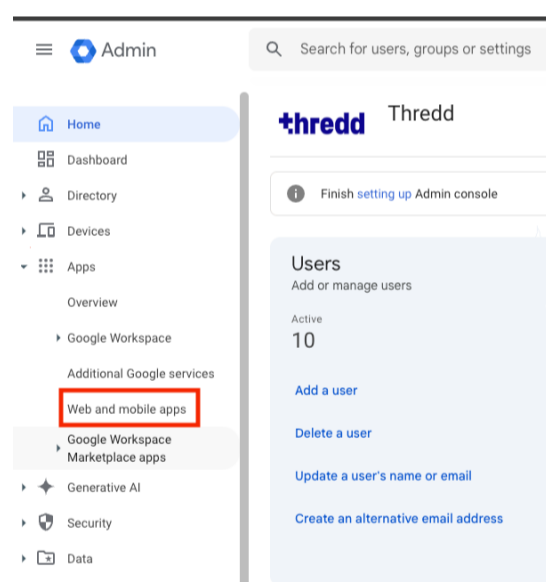 Admin
Search for users, groups or settings
Home
Dashboard
Directory
Devices
Apps
Overview
Google Workspace
Additional Google services
Web and mobile apps
Google Workspace
Marketplace apps
Generative AI
Security
Data
thredd
Thredd
Finish setting up Admin console
Users
Add or manage users
Active
10
Add a user
Delete a user
Update a user's name or email
Create an alternative email address